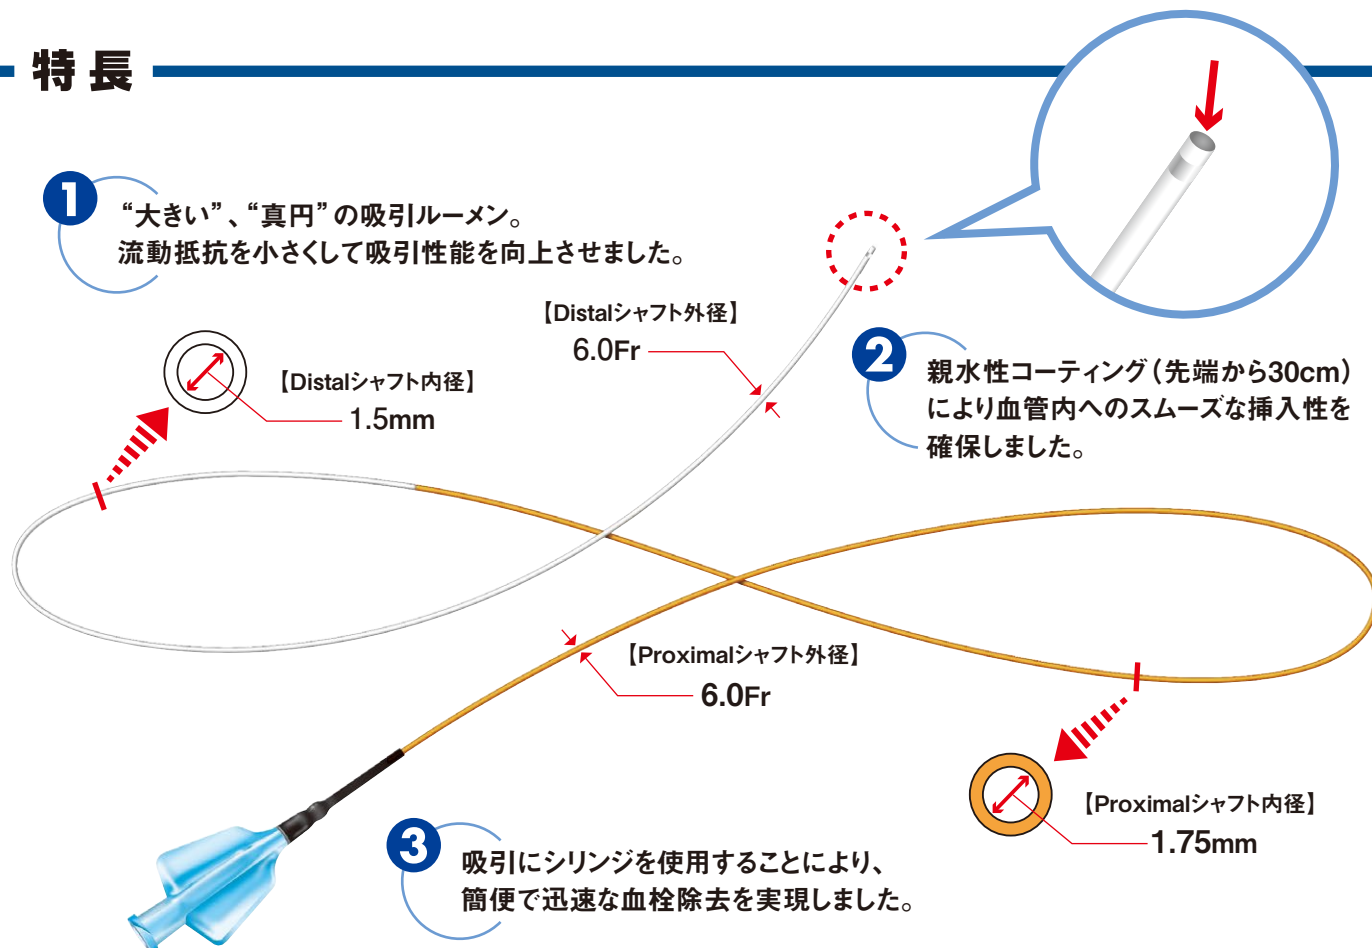 特長
1
“大きい”、“真円”の吸引ルーメン。
流動抵抗を小さくして吸引性能を向上させました。
【Distalシャフト外径】
6.0Fr
【Distalシャフト内径】
1.5mm
2
親水性コーティング（先端から30cm）
により血管内へのスムーズな挿入性を
確保しました。
【Proximalシャフト外径】
6.0Fr
【Proximalシャフト内径】
1.75mm
3
吸引にシリンジを使用することにより、
簡便で迅速な血栓除去を実現しました。